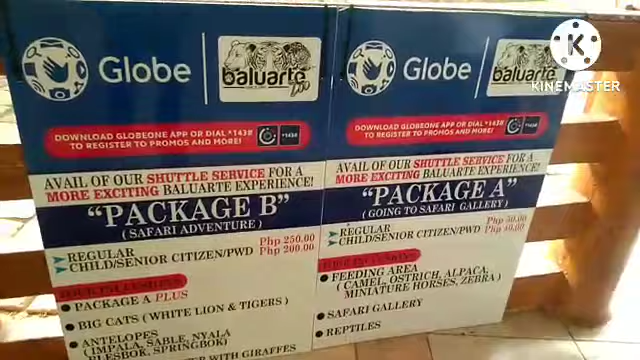 Globe
baluarte
Zoo
DOWNLOAD GLOBEONE APP OR DIAL *143#
TO REGISTER TO PROMOS AND MORE!
*143#
AVAIL OF OUR SHUTTLE SERVICE FOR A
MORE EXCITING BALUARTE EXPERIENCE!
"PACKAGE B"
( SAFARI ADVENTURE )
REGULAR Php 250.00
CHILD/SENIOR CITIZEN/PWD Php 200.00
PACKAGE A PLUS
BIG CATS (WHITE LION & TIGERS )
ANTELOPES
(IMPALA, SABLE, NYALA
BLESBOK, SPRINGBOK)
WITH GIRAFFES
Globe
baluarte
DOWNLOAD GLOBEONE APP OR DIAL *143#
TO REGISTER TO PROMOS AND MORE!
AVAIL OF OUR SHUTTLE SERVICE FOR A
MORE EXCITING BALUARTE EXPERIENCE!
"PACKAGE A"
( GOING TO SAFARI GALLERY )
REGULAR Php 50.00
CHILD/SENIOR CITIZEN/PWD Php 40.00
FEEDING AREA
( CAMEL, OSTRICH, ALPACA,
MINIATURE HORSES, ZEBRA )
SAFARI GALLERY
REPTILES
KINEMASTER